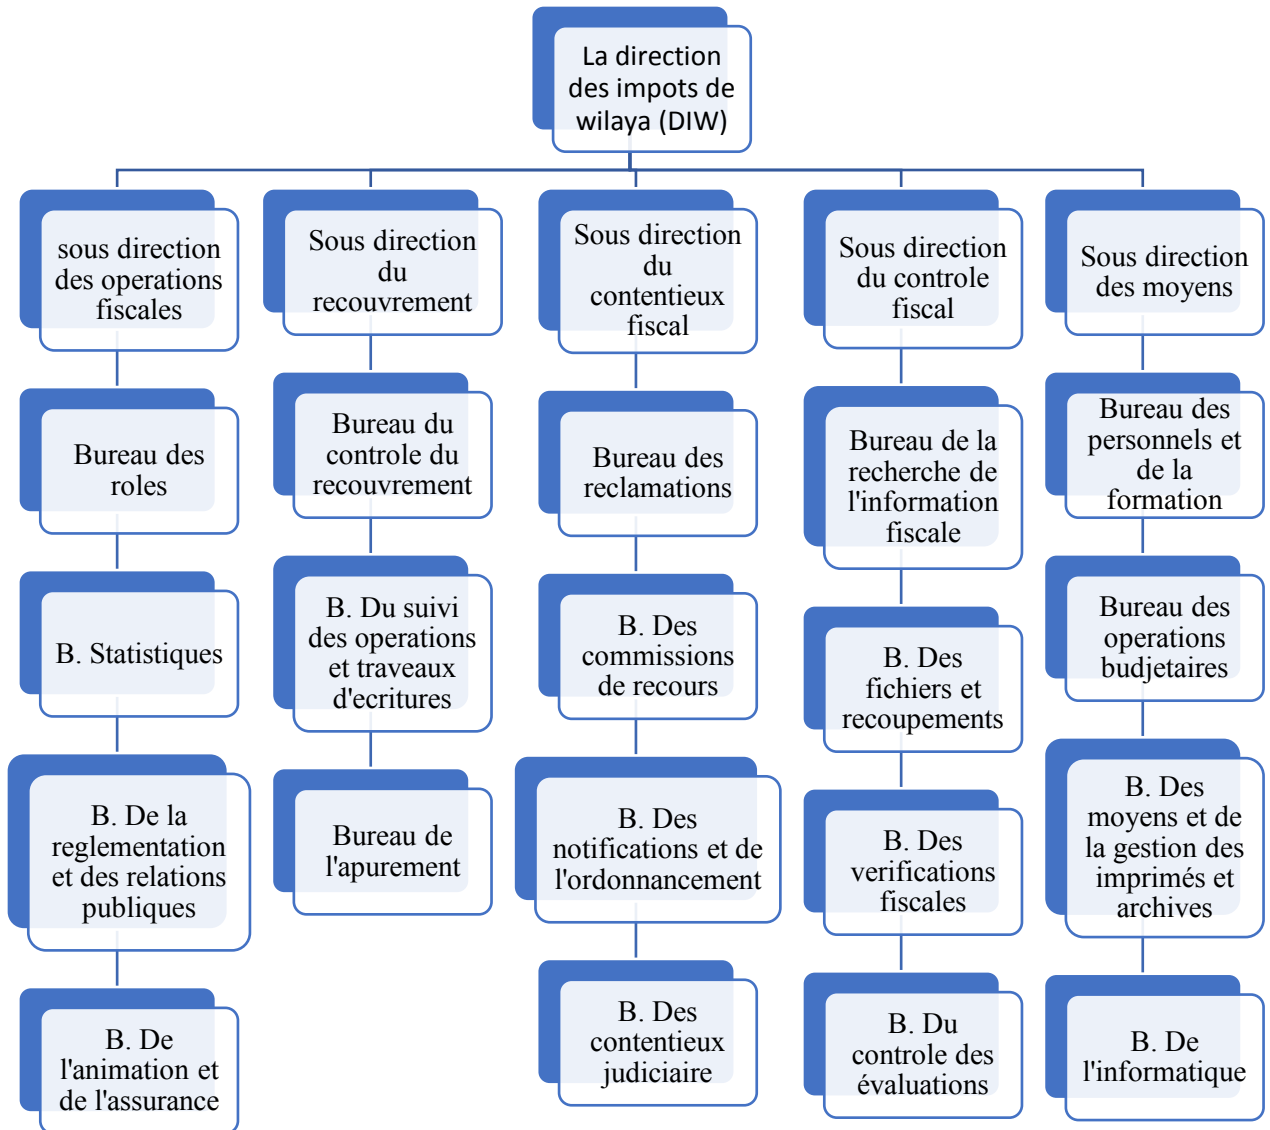 La direction
des impots de
wilaya (DIW)
sous direction
des operations
fiscales
Bureau des
roles
B. Statistiques
B. De la
reglementation
et des relations
publiques
B. De
l'animation et
de l'assurance
Sous direction
du
recouvrement
Bureau du
controle du
recouvrement
B. Du suivi
des operations
et traveaux
d'ecritures
Bureau de
l'apurement
Sous direction
du
contentieux
fiscal
Bureau des
reclamations
B. Des
commissions
de recours
B. Des
notifications et de
l'ordonnancement
B. Des
contentieux
judiciaire
Sous direction
du controle
fiscal
Bureau de la
recherche de
l'information
fiscale
B. Des
fichiers et
recoupements
B. Des
verifications
fiscales
B. Du
controle des
évaluations
Sous direction
des moyens
Bureau des
personnels et
de la
formation
Bureau des
operations
budjetaires
B. Des
moyens et de
la gestion des
imprimés et
archives
B. De
l'informatique